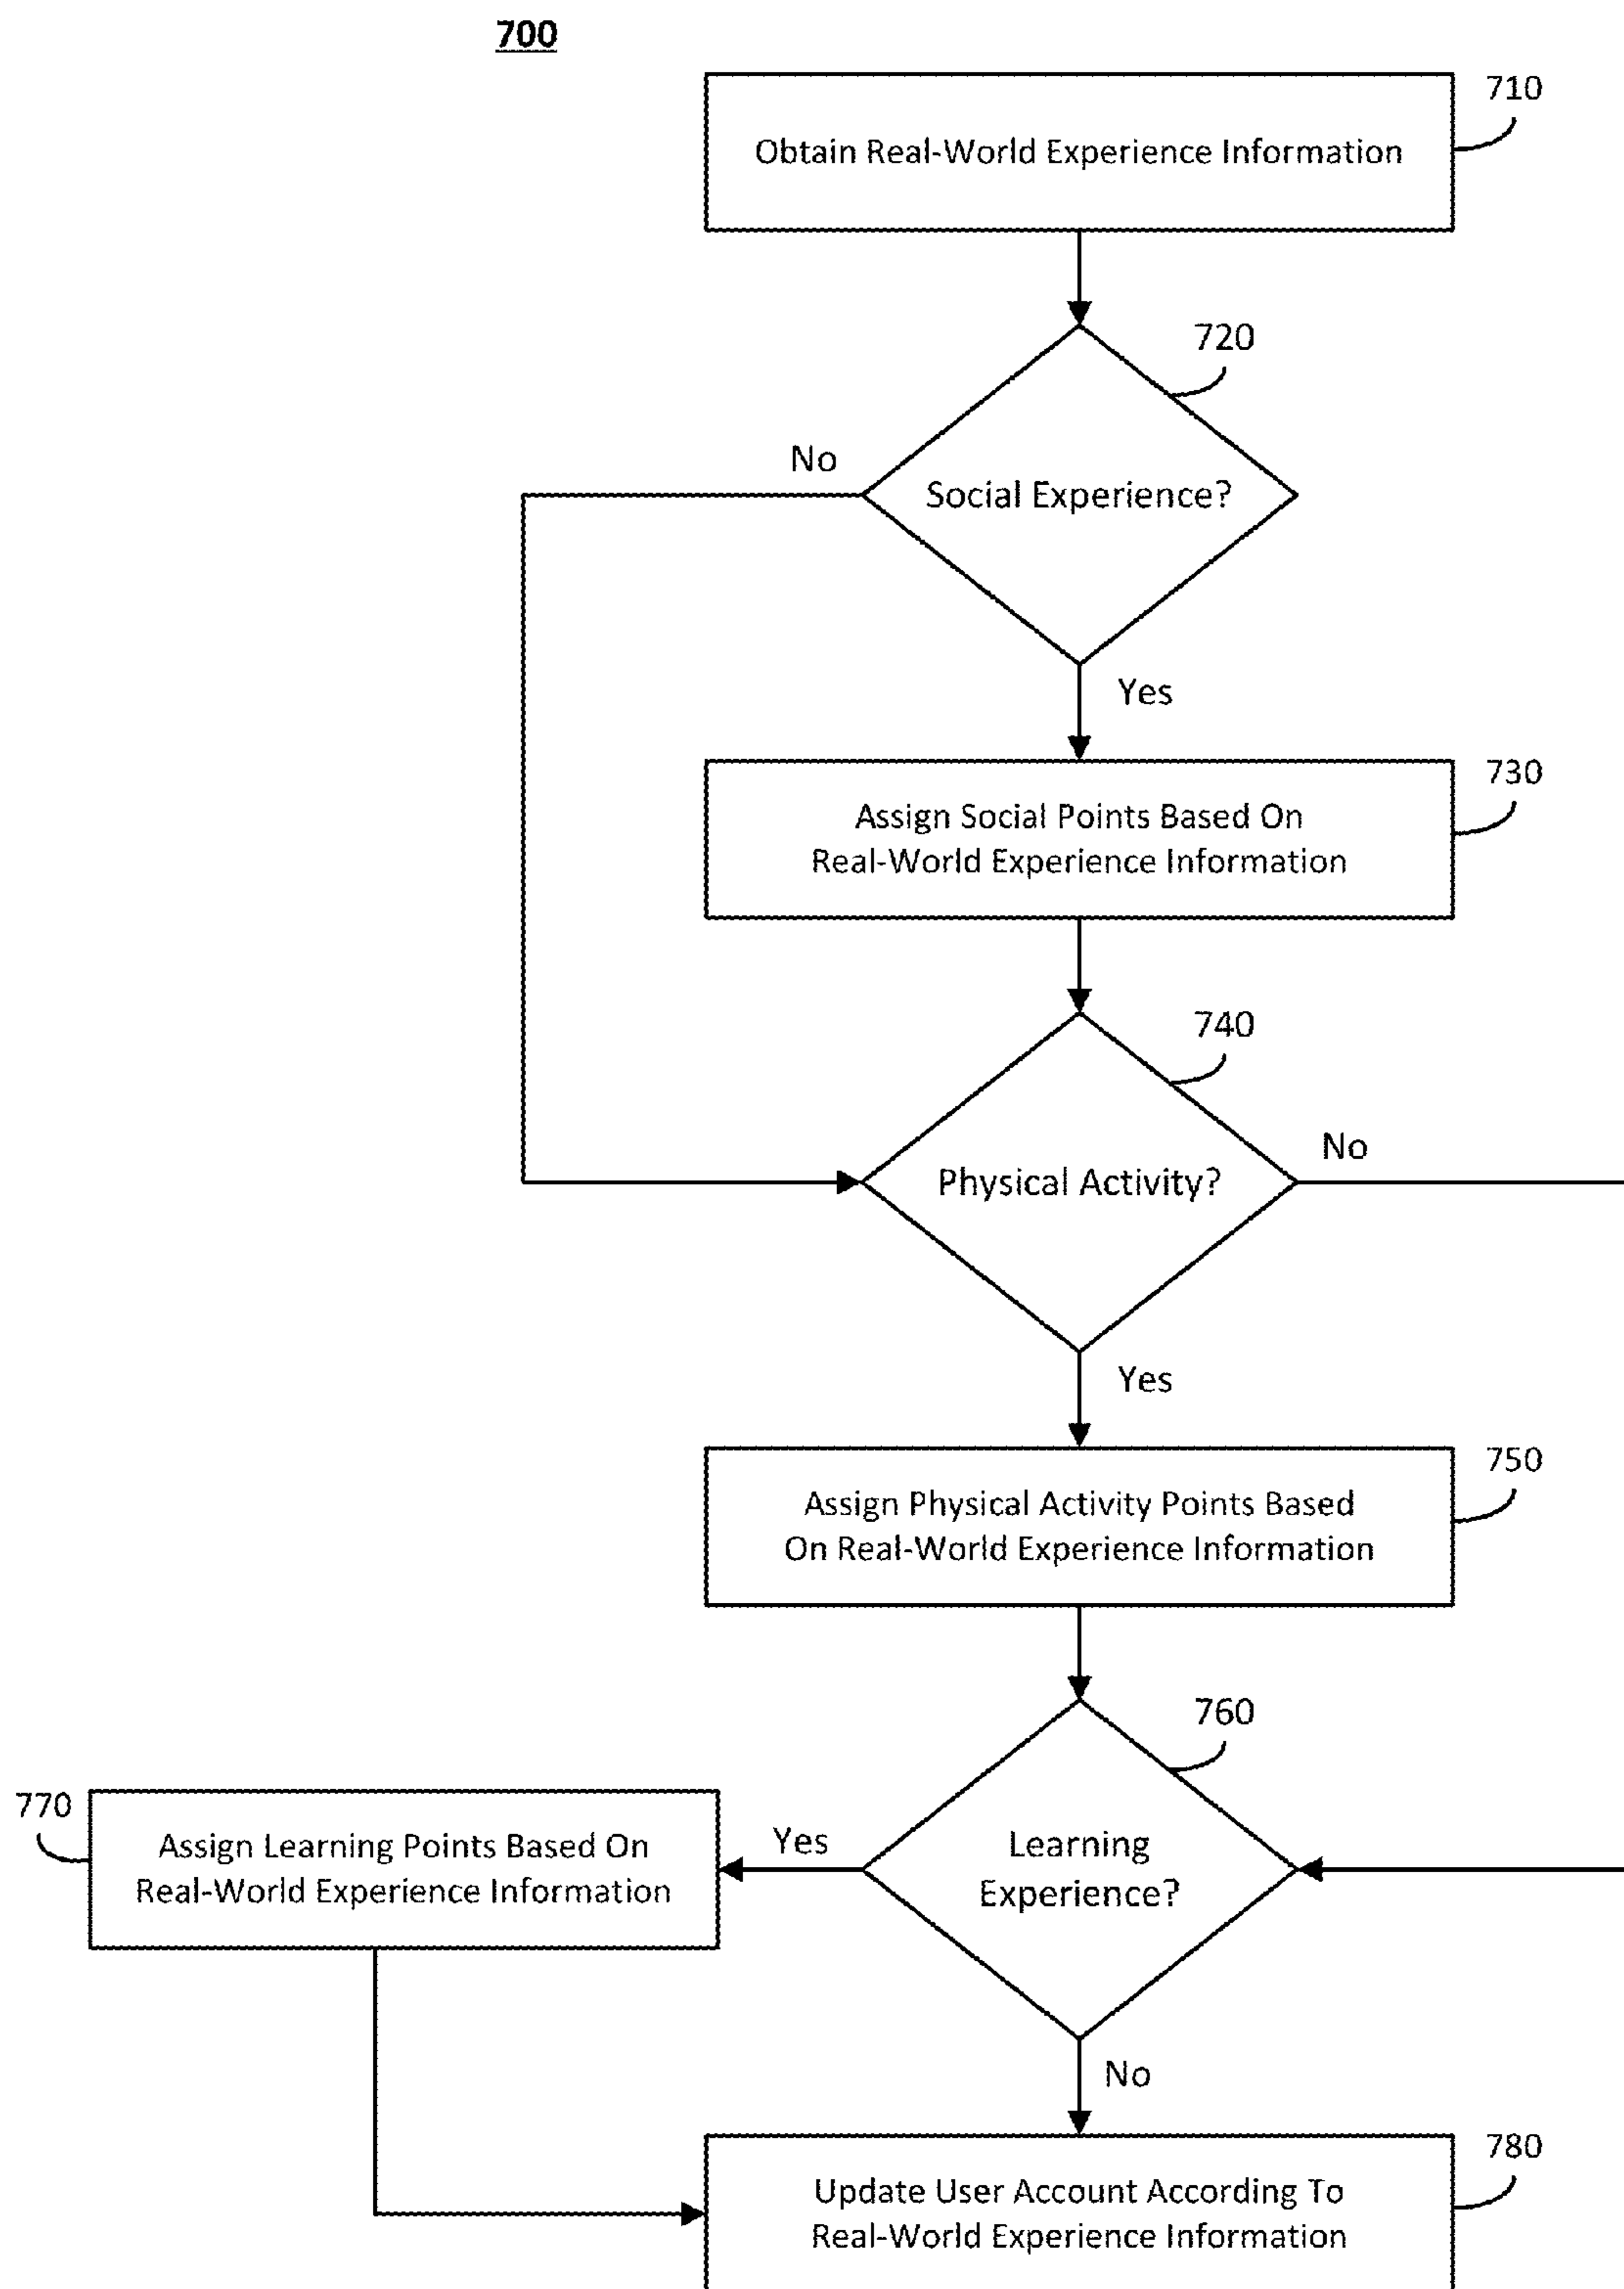 700
710
Obtain Real-World Experience Information
720
No
Social Experience?
Yes
730
Assign Social Points Based On
Real-World Experience Information
740
No
Physical Activity?
Yes
750
Assign Physical Activity Points Based
On Real-World Experience Information
760
770
Assign Learning Points Based On
Real-World Experience Information
Yes
Learning
Experience?
No
780
Update User Account According To
Real-World Experience Information